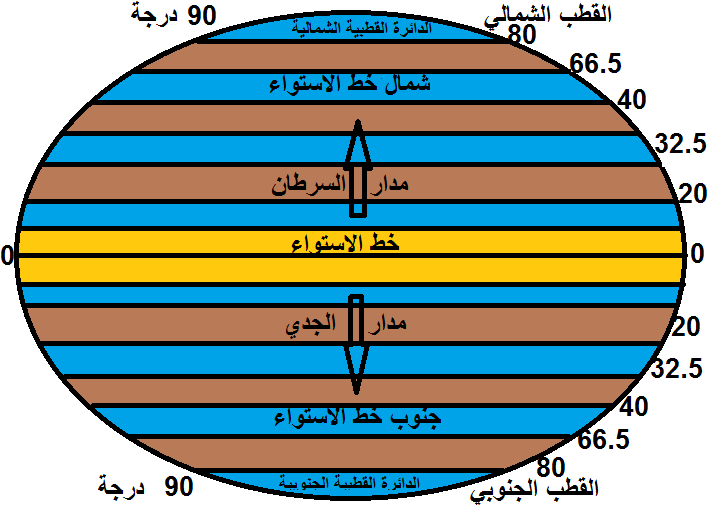 القطب الشمالي
90 درجة
الدائرة القطبية الشمالية
80
66.5
شمال خط الاستواء
40
32.5
مدار السرطان
20
خط الاستواء
0
0
مدار الجدي
20
32.5
جنوب خط الاستواء
40
66.5
80
الدائرة القطبية الجنوبية
القطب الجنوبي
90 درجة